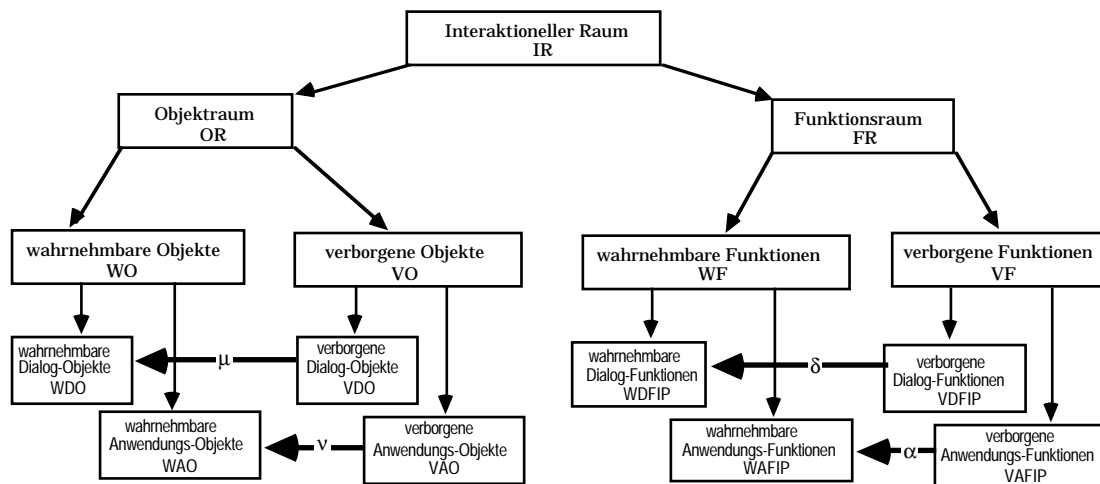 Interaktioneller Raum
IR
Objektraum
OR
Funktionsraum
FR
wahrnehmbare Objekte
WO
verborgene Objekte
VO
wahrnehmbare Funktionen
WF
verborgene Funktionen
VF
wahrnehmbare
Dialog-Objekte
WDO
μ
verborgene
Dialog-Objekte
VDO
wahrnehmbare
Dialog-Funktionen
WDFIP
δ
verborgene
Dialog-Funktionen
VDFIP
wahrnehmbare
Anwendungs-Objekte
WAO
ν
verborgene
Anwendungs-Objekte
VAO
wahrnehmbare
Anwendungs-Funktionen
WAFIP
α
verborgene
Anwendungs-Funktionen
VAFIP